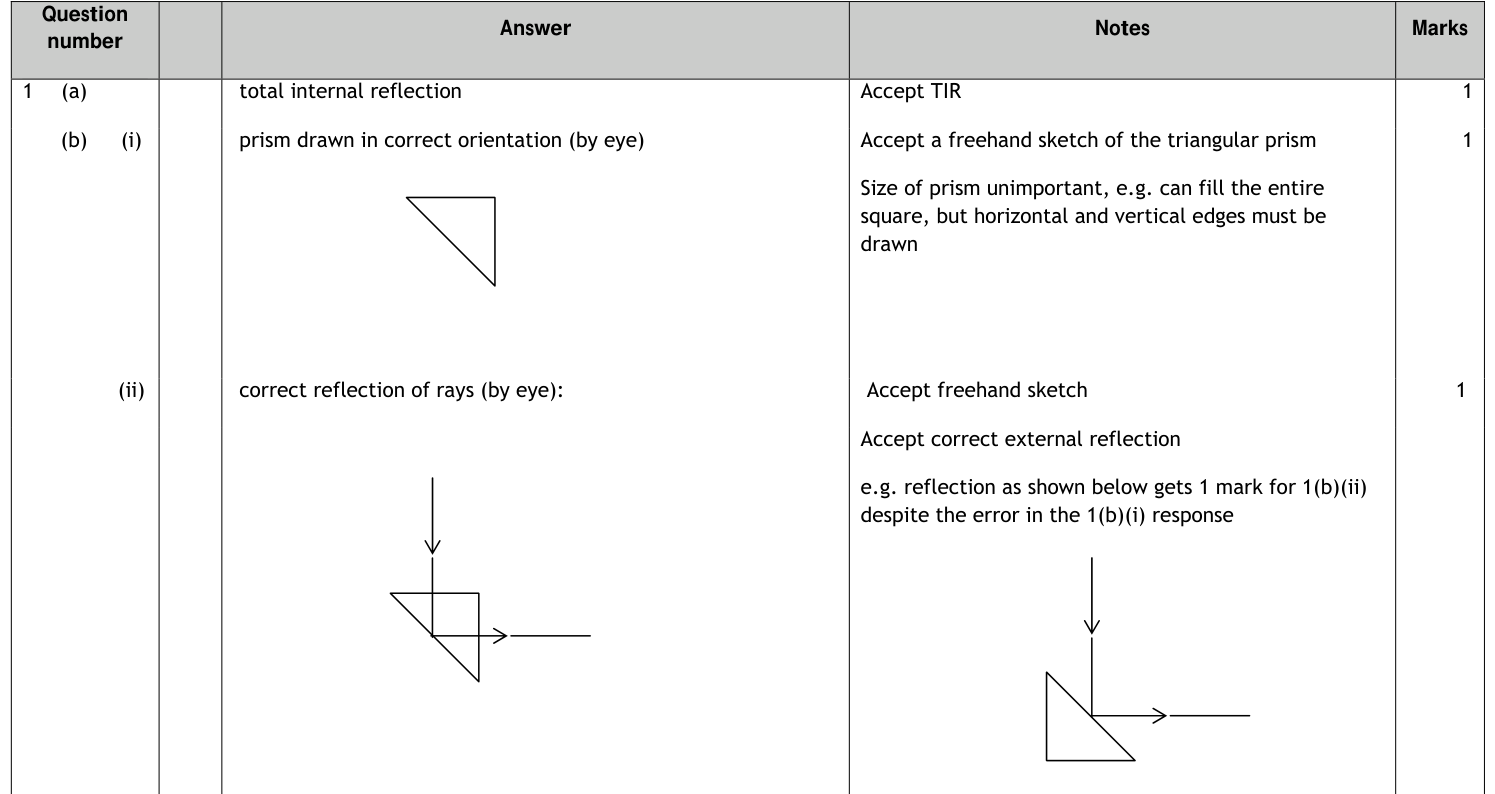 Question number Answer Notes Marks
1 (a) total internal reflection Accept TIR 1
(b) (i) prism drawn in correct orientation (by eye) Accept a freehand sketch of the triangular prism 1
Size of prism unimportant, e.g. can fill the entire
square, but horizontal and vertical edges must be
drawn
(ii) correct reflection of rays (by eye): Accept freehand sketch 1
Accept correct external reflection
e.g. reflection as shown below gets 1 mark for 1(b)(ii)
despite the error in the 1(b)(i) response